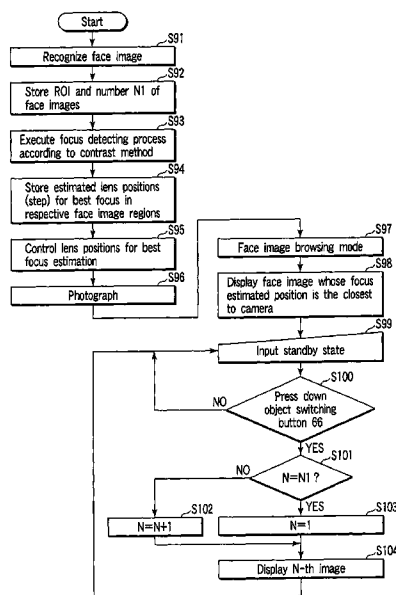 Start
S91
Recognize face image
S92
Store ROI and number N1 of
face images
S93
Execute focus detecting process
according to contrast method
S94
Store estimated lens positions
(step) for best focus in
respective face image regions
S95
Control lens positions for best
focus estimation
S96
Photograph
S97
Face image browsing mode
S98
Display face image whose focus
estimated position is the closest
to camera
S99
Input standby state
S100
Press down
object switching
button 66
NO
YES
S101
N=N1 ?
NO
YES
S102
N=N+1
S103
N=1
S104
Display N-th image